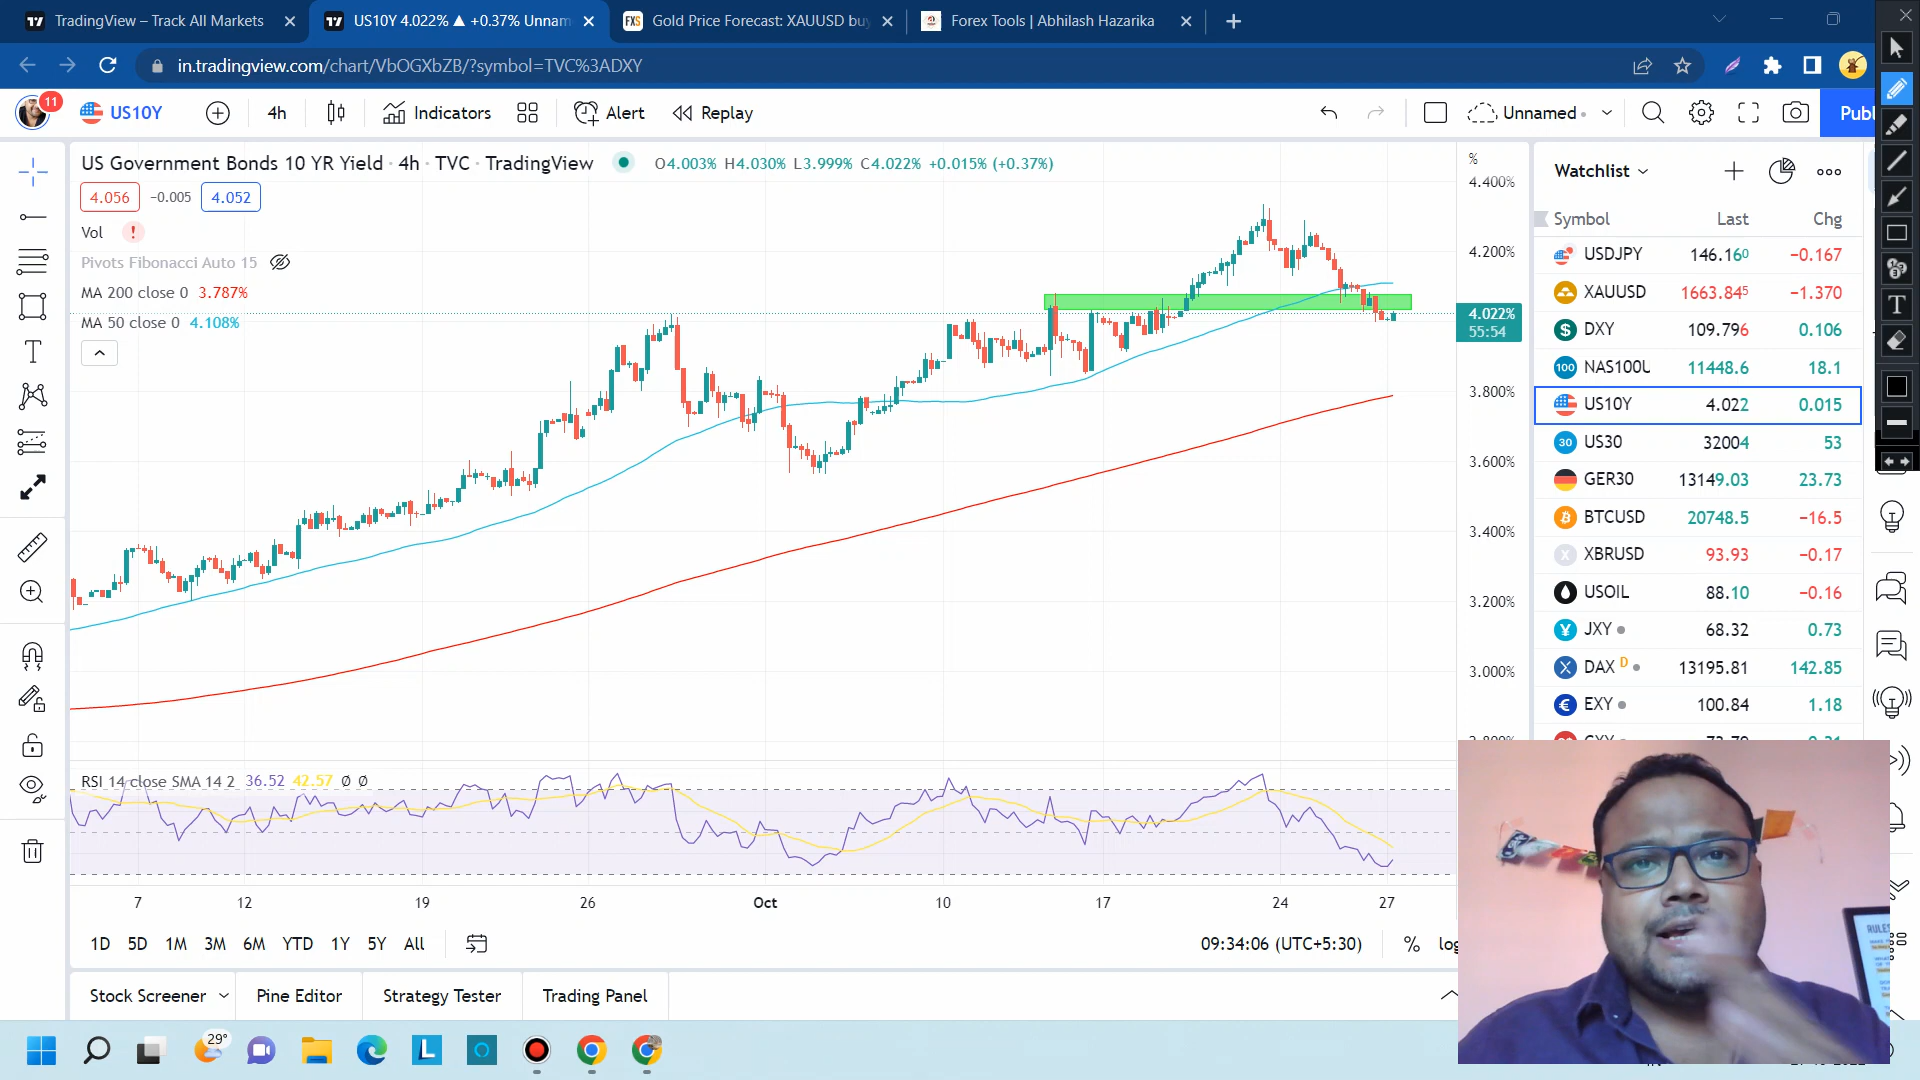 TradingView – Track All Markets
US10Y 4.022% ▲ +0.37% Unnam
FXS Gold Price Forecast: XAUUSD bu
Forex Tools | Abhilash Hazarika
in.tradingview.com/chart/VbOGXbZB/?symbol=TVC%3ADXY
11
US10Y
4h
Indicators
Alert
Replay
Unnamed
Publ
US Government Bonds 10 YR Yield · 4h · TVC · TradingView
O4.003% H4.030% L3.999% C4.022% +0.015% (+0.37%)
4.056 −0.005 4.052
Vol !
Pivots Fibonacci Auto 15
MA 200 close 0 3.787%
MA 50 close 0 4.108%
%
4.400%
4.200%
4.022%
55:54
3.800%
3.600%
3.400%
3.200%
3.000%
2.800%
RSI 14 close SMA 14 2 36.52 42.57 Ø Ø
7 12 19 26 Oct 10 17 24 27
1D 5D 1M 3M 6M YTD 1Y 5Y All
09:34:06 (UTC+5:30)
% log
Stock Screener
Pine Editor
Strategy Tester
Trading Panel
Watchlist
Symbol Last Chg
USDJPY 146.160 −0.167
XAUUSD 1663.845 −1.370
DXY 109.796 0.106
100 NAS100U 11448.6 18.1
US10Y 4.022 0.015
30 US30 32004 53
GER30 13149.03 23.73
BTCUSD 20748.5 −16.5
XBRUSD 93.93 −0.17
USOIL 88.10 −0.16
JXY 68.32 0.73
DAX D 13195.81 142.85
EXY 100.84 1.18
RULES
29°